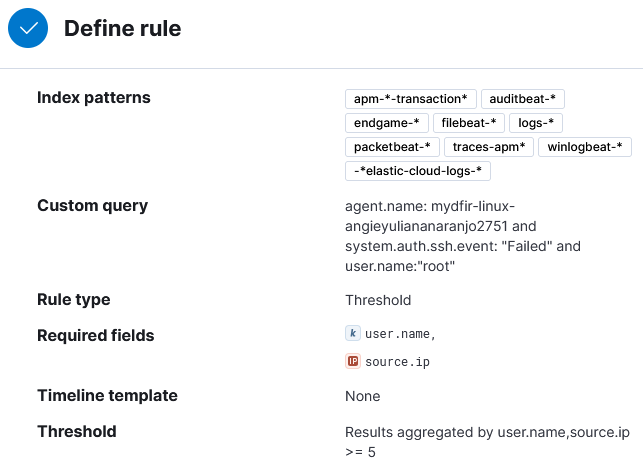 Define rule
Index patterns
apm-*-transaction* auditbeat-*
endgame-* filebeat-* logs-*
packetbeat-* traces-apm* winlogbeat-*
-*elastic-cloud-logs-*
Custom query
agent.name: mydfir-linux-
angieyuliananaranjo2751 and
system.auth.ssh.event: "Failed" and
user.name:"root"
Rule type
Threshold
Required fields
k user.name,
IP source.ip
Timeline template
None
Threshold
Results aggregated by user.name,source.ip
>= 5